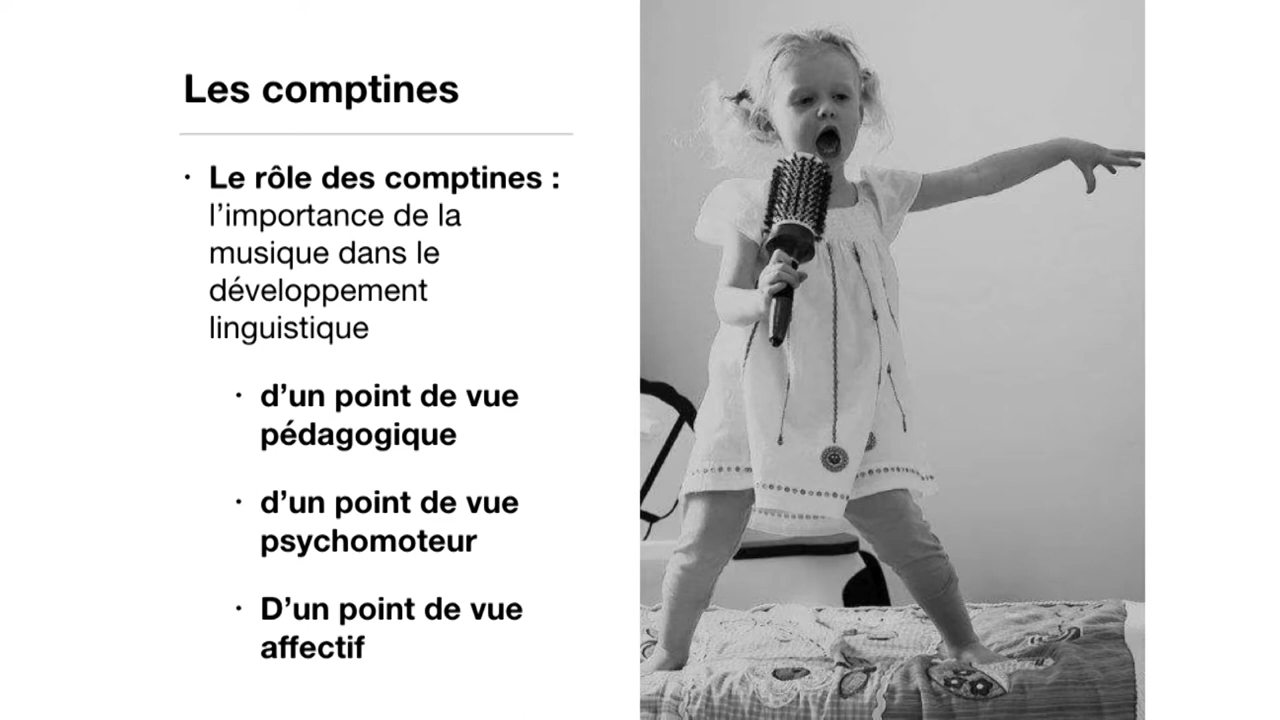 Les comptines
· Le rôle des comptines :
l’importance de la
musique dans le
développement
linguistique
· d’un point de vue
pédagogique
· d’un point de vue
psychomoteur
· D’un point de vue
affectif